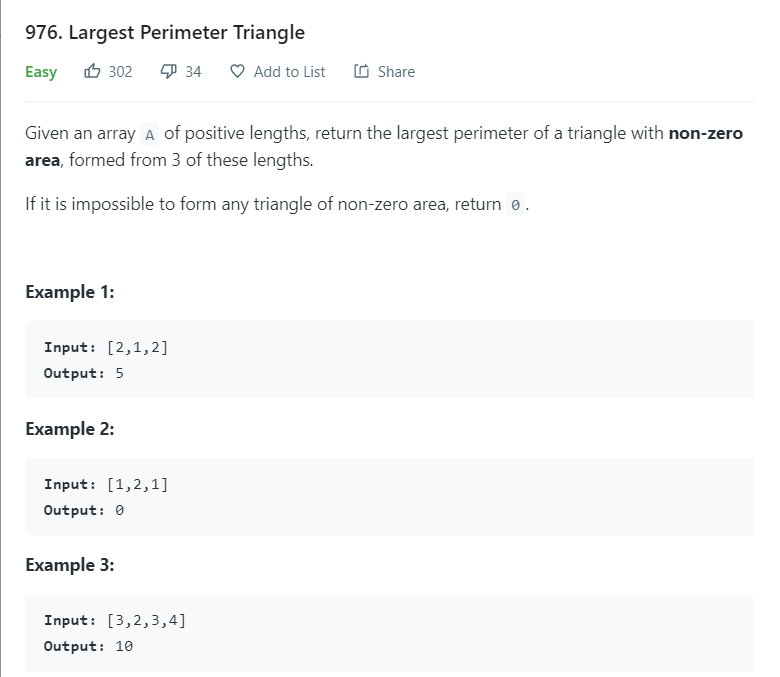 976. Largest Perimeter Triangle
Easy 302 34 Add to List Share
Given an array A of positive lengths, return the largest perimeter of a triangle with non-zero
area, formed from 3 of these lengths.
If it is impossible to form any triangle of non-zero area, return 0.
Example 1:
Input: [2,1,2]
Output: 5
Example 2:
Input: [1,2,1]
Output: 0
Example 3:
Input: [3,2,3,4]
Output: 10